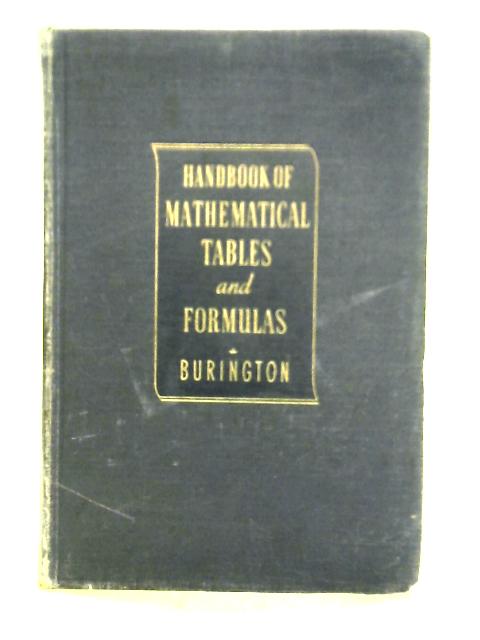 HANDBOOK OF
MATHEMATICAL
TABLES
and
FORMULAS
BURINGTON